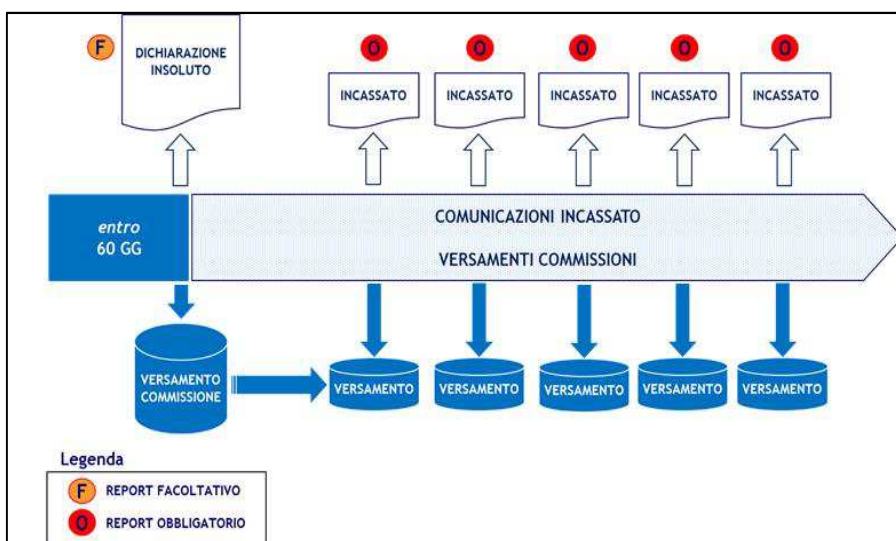 F
DICHIARAZIONE
INSOLUTO
O O O O O
INCASSATO INCASSATO INCASSATO INCASSATO INCASSATO
entro
60 GG
COMUNICAZIONI INCASSATO
VERSAMENTI COMMISSIONI
VERSAMENTO
COMMISSIONE
VERSAMENTO VERSAMENTO VERSAMENTO VERSAMENTO VERSAMENTO
Legenda
F REPORT FACOLTATIVO
O REPORT OBBLIGATORIO